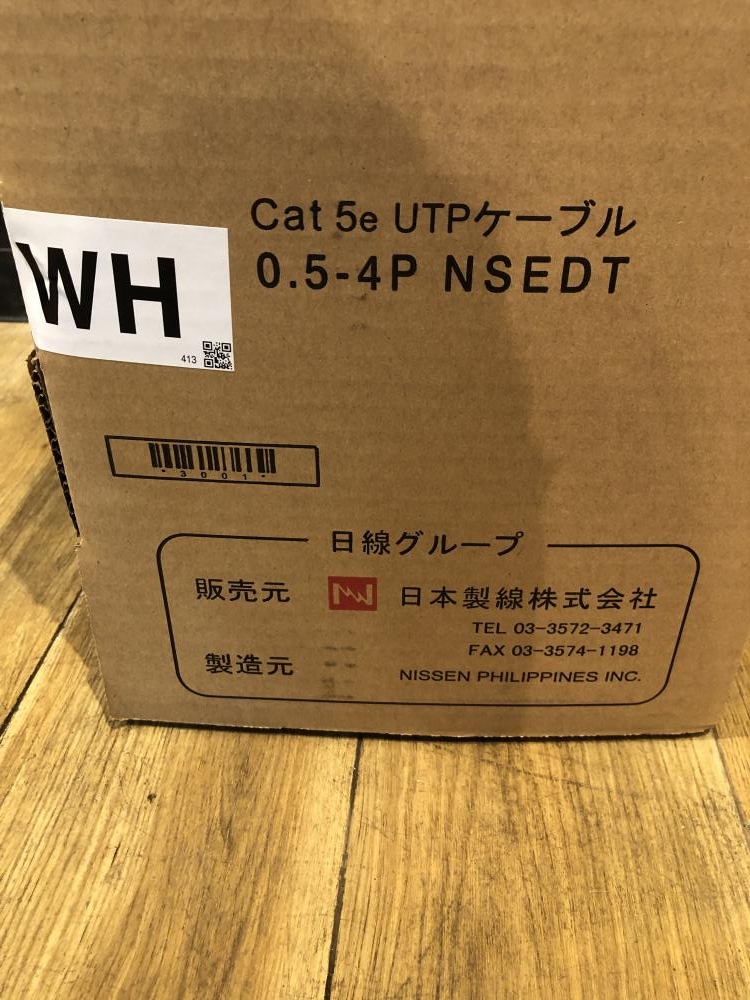 Cat 5e UTPケーブル
0.5-4P NSEDT
WH
413
*3001*
日線グループ
販売元 日本製線株式会社
TEL 03-3572-3471
FAX 03-3574-1198
製造元 NISSEN PHILIPPINES INC.